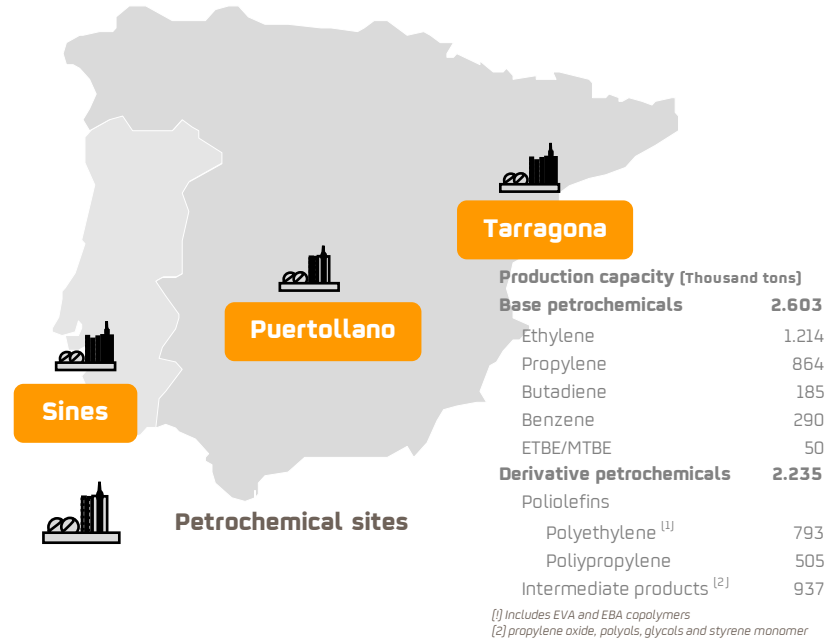 Tarragona
Puertollano
Sines
Petrochemical sites
Production capacity (Thousand tons)
Base petrochemicals 2.603
Ethylene 1.214
Propylene 864
Butadiene 185
Benzene 290
ETBE/MTBE 50
Derivative petrochemicals 2.235
Poliolefins
Polyethylene [1] 793
Poliypropylene 505
Intermediate products [2] 937
[!] Includes EVA and EBA copolymers
[2] propylene oxide, polyols, glycols and styrene monomer